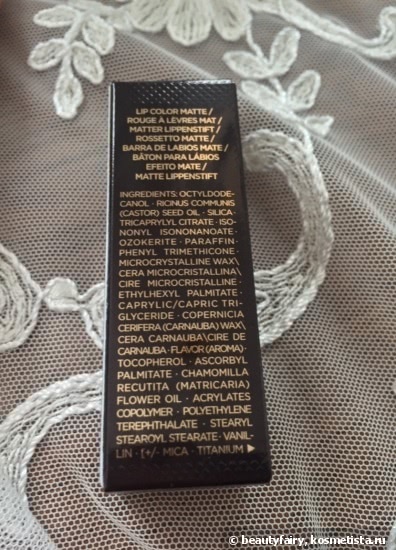 LIP COLOR MATTE /
ROUGE À LÈVRES MAT /
MATTER LIPPENSTIFT /
ROSSETTO MATTE /
BARRA DE LABIOS MATE /
BÂTON PARA LÁBIOS
EFEITO MATE /
MATTE LIPPENSTIFT
INGREDIENTS: OCTYLDODE-
CANOL · RICINUS COMMUNIS
(CASTOR) SEED OIL · SILICA ·
TRICAPRYLYL CITRATE · ISO-
NONYL ISONONANOATE ·
OZOKERITE · PARAFFIN ·
PHENYL TRIMETHICONE ·
MICROCRYSTALLINE WAX\
CERA MICROCRISTALLINA\
CIRE MICROCRISTALLINE ·
ETHYLHEXYL PALMITATE ·
CAPRYLIC/CAPRIC TRI-
GLYCERIDE · COPERNICIA
CERIFERA (CARNAUBA) WAX\
CERA CARNAUBA\CIRE DE
CARNAUBA · FLAVOR (AROMA) ·
TOCOPHEROL · ASCORBYL
PALMITATE · CHAMOMILLA
RECUTITA (MATRICARIA)
FLOWER OIL · ACRYLATES
COPOLYMER · POLYETHYLENE
TEREPHTHALATE · STEARYL
STEAROYL STEARATE · VANIL-
LIN · [+/- MICA · TITANIUM ▶
© beautyfairy, kosmetista.ru